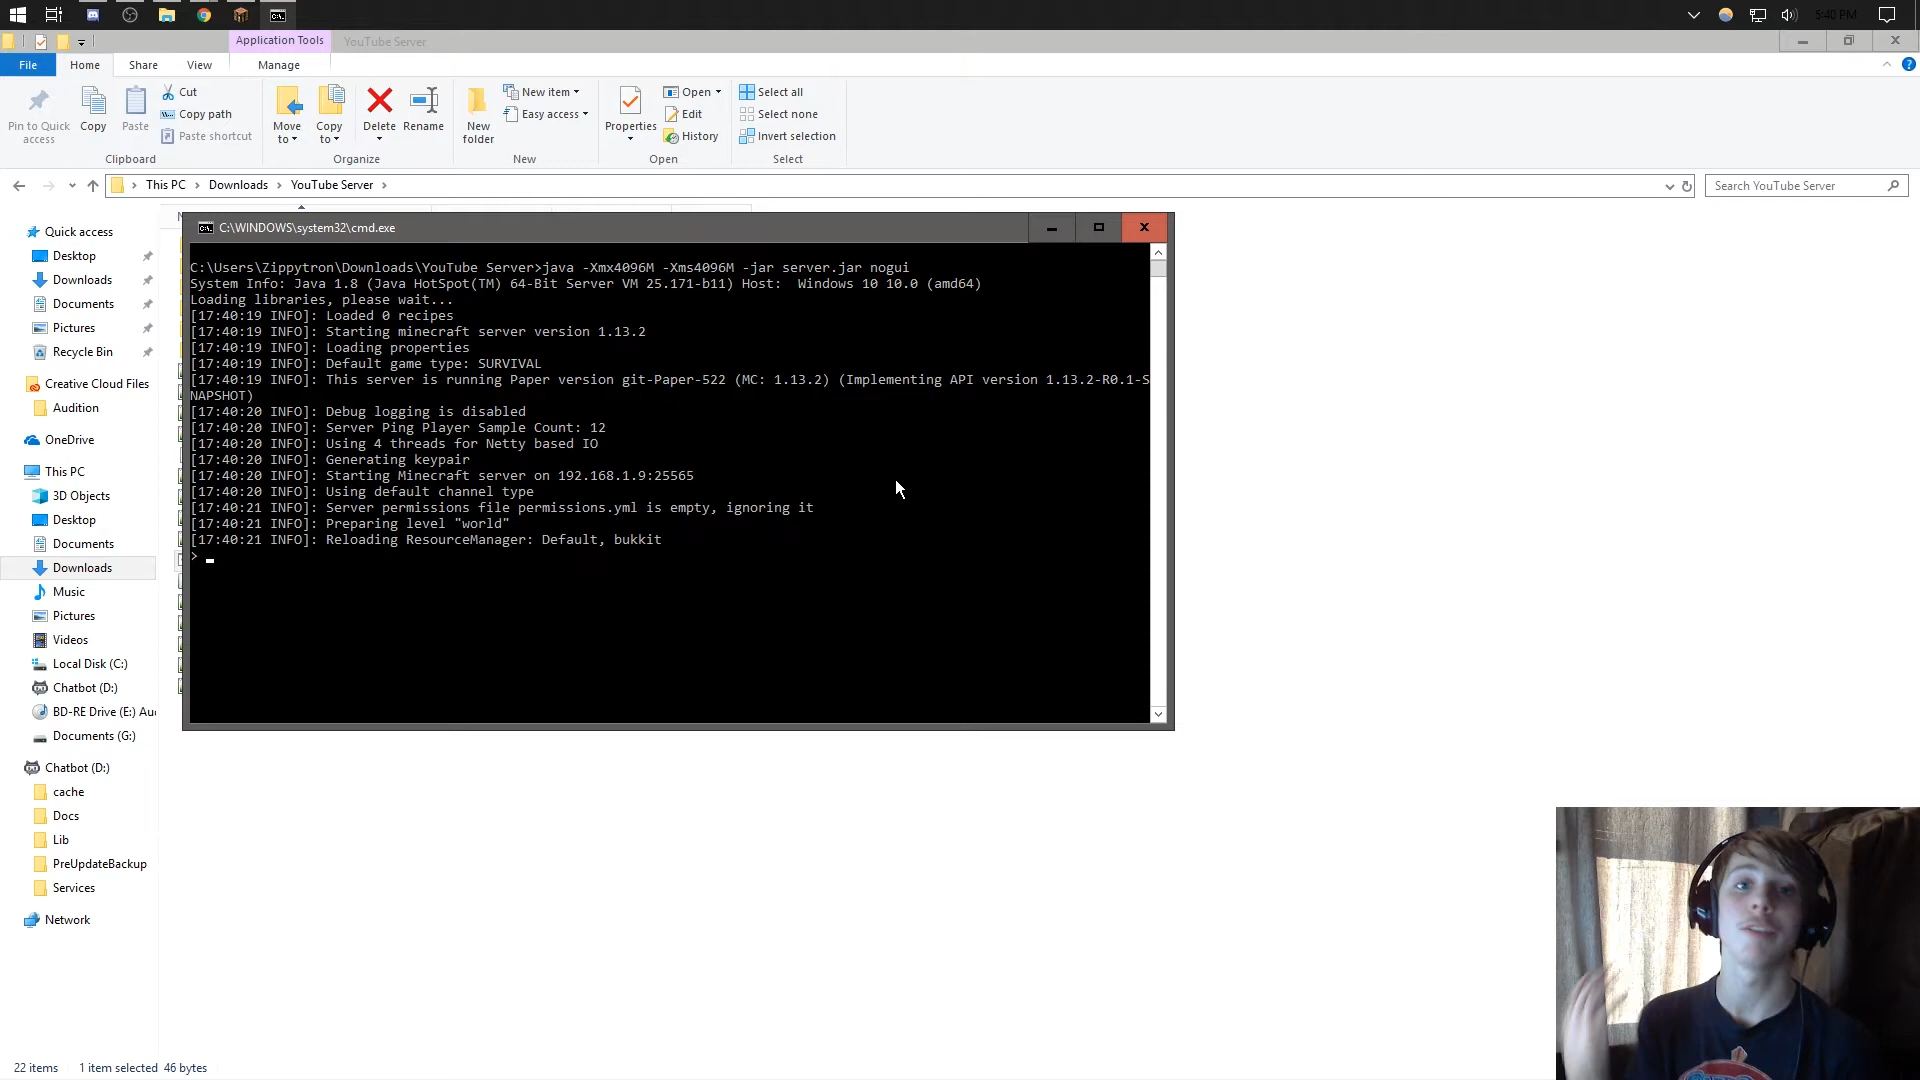 5:40 PM
Application Tools YouTube Server
File Home Share View Manage
Pin to Quick access
Copy
Paste
Cut
Copy path
Paste shortcut
Clipboard
Move to
Copy to
Delete
Rename
Organize
New folder
New item
Easy access
New
Properties
Open
Edit
History
Open
Select all
Select none
Invert selection
Select
This PC > Downloads > YouTube Server >
Search YouTube Server
Quick access
Desktop
Downloads
Documents
Pictures
Recycle Bin
Creative Cloud Files
Audition
OneDrive
This PC
3D Objects
Desktop
Documents
Downloads
Music
Pictures
Videos
Local Disk (C:)
Chatbot (D:)
BD-RE Drive (E:) Au
Documents (G:)
Chatbot (D:)
cache
Docs
Lib
PreUpdateBackup
Services
Network
C:\WINDOWS\system32\cmd.exe
C:\Users\Zippytron\Downloads\YouTube Server>java -Xmx4096M -Xms4096M -jar server.jar nogui
System Info: Java 1.8 (Java HotSpot(TM) 64-Bit Server VM 25.171-b11) Host: Windows 10 10.0 (amd64)
Loading libraries, please wait...
[17:40:19 INFO]: Loaded 0 recipes
[17:40:19 INFO]: Starting minecraft server version 1.13.2
[17:40:19 INFO]: Loading properties
[17:40:19 INFO]: Default game type: SURVIVAL
[17:40:19 INFO]: This server is running Paper version git-Paper-522 (MC: 1.13.2) (Implementing API version 1.13.2-R0.1-S
NAPSHOT)
[17:40:20 INFO]: Debug logging is disabled
[17:40:20 INFO]: Server Ping Player Sample Count: 12
[17:40:20 INFO]: Using 4 threads for Netty based IO
[17:40:20 INFO]: Generating keypair
[17:40:20 INFO]: Starting Minecraft server on 192.168.1.9:25565
[17:40:20 INFO]: Using default channel type
[17:40:21 INFO]: Server permissions file permissions.yml is empty, ignoring it
[17:40:21 INFO]: Preparing level "world"
[17:40:21 INFO]: Reloading ResourceManager: Default, bukkit
>
22 items 1 item selected 46 bytes